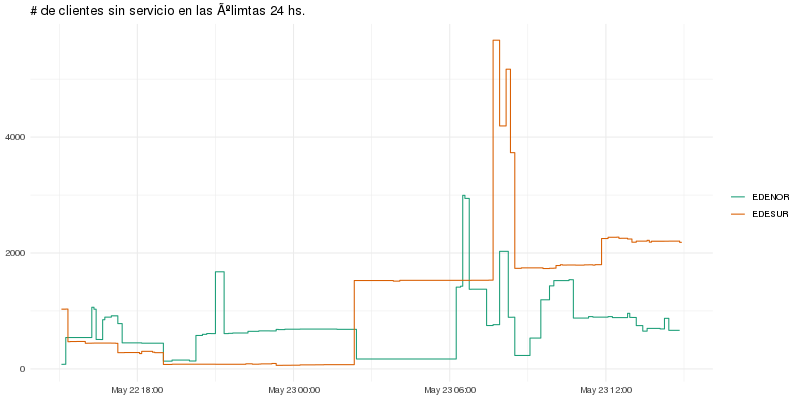 # de clientes sin servicio en las Ãºlimtas 24 hs.
4000
2000
0
May 22 18:00
May 23 00:00
May 23 06:00
May 23 12:00
EDENOR
EDESUR